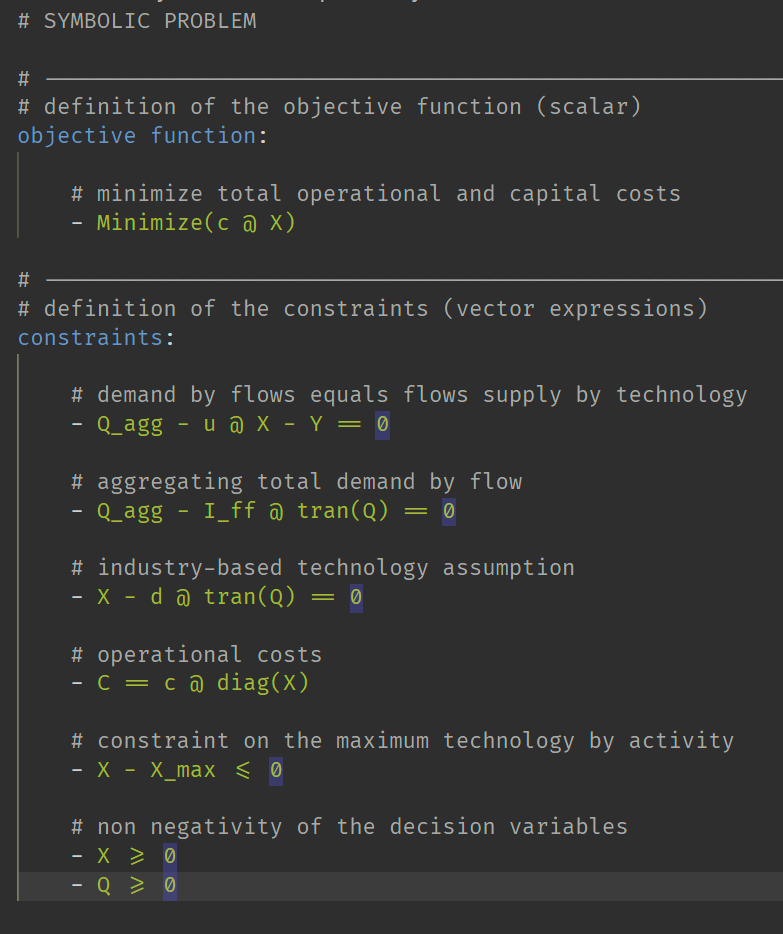 # SYMBOLIC PROBLEM
# ────────────────────────────────
# definition of the objective function (scalar)
objective function:
# minimize total operational and capital costs
- Minimize(c @ X)
# ────────────────────────────────
# definition of the constraints (vector expressions)
constraints:
# demand by flows equals flows supply by technology
- Q_agg - u @ X - Y == 0
# aggregating total demand by flow
- Q_agg - I_ff @ tran(Q) == 0
# industry-based technology assumption
- X - d @ tran(Q) == 0
# operational costs
- C == c @ diag(X)
# constraint on the maximum technology by activity
- X - X_max <= 0
# non negativity of the decision variables
- X >= 0
- Q >= 0